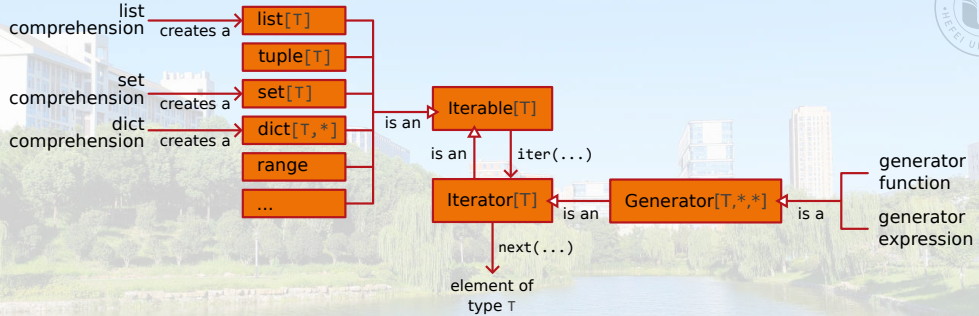 list
comprehension
creates a
list[T]
tuple[T]
set
comprehension
creates a
set[T]
dict
comprehension
creates a
dict[T,*]
range
...
is an
Iterable[T]
is an
iter(...)
Iterator[T]
is an
Generator[T,*,*]
is a
generator
function
generator
expression
next(...)
element of
type T
HEFEI U